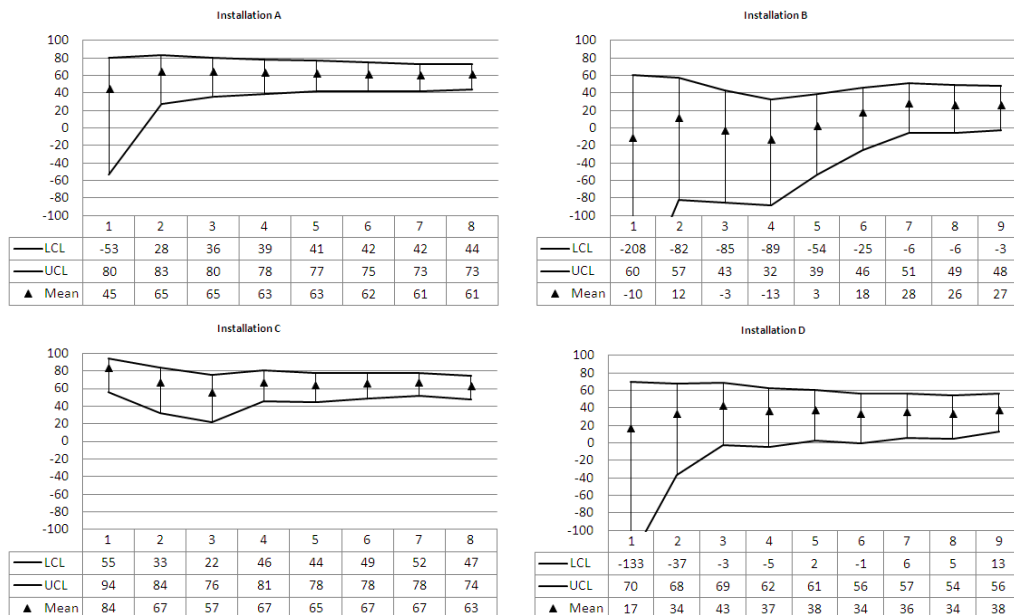 Installation A
100
80
60
40
20
0
-20
-40
-60
-80
-100
1 2 3 4 5 6 7 8
LCL -53 28 36 39 41 42 42 44
UCL 80 83 80 78 77 75 73 73
Mean 45 65 65 63 63 62 61 61
Installation B
100
80
60
40
20
0
-20
-40
-60
-80
-100
1 2 3 4 5 6 7 8 9
LCL -208 -82 -85 -89 -54 -25 -6 -6 -3
UCL 60 57 43 32 39 46 51 49 48
Mean -10 12 -3 -13 3 18 28 26 27
Installation C
100
80
60
40
20
0
-20
-40
-60
-80
-100
1 2 3 4 5 6 7 8
LCL 55 33 22 46 44 49 52 47
UCL 94 84 76 81 78 78 78 74
Mean 84 67 57 67 65 67 67 63
Installation D
100
80
60
40
20
0
-20
-40
-60
-80
-100
1 2 3 4 5 6 7 8 9
LCL -133 -37 -3 -5 2 -1 6 5 13
UCL 70 68 69 62 61 56 57 54 56
Mean 17 34 43 37 38 34 36 34 38